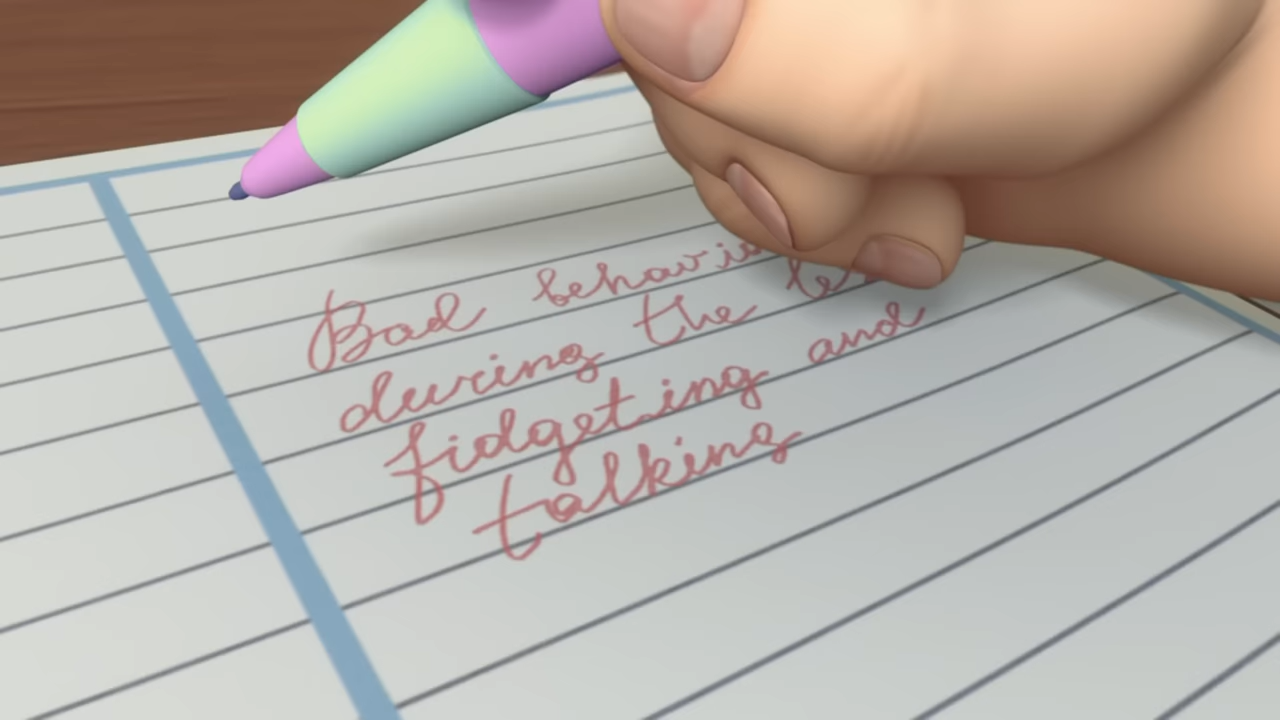 Bad
during the
fidgeting and
talking